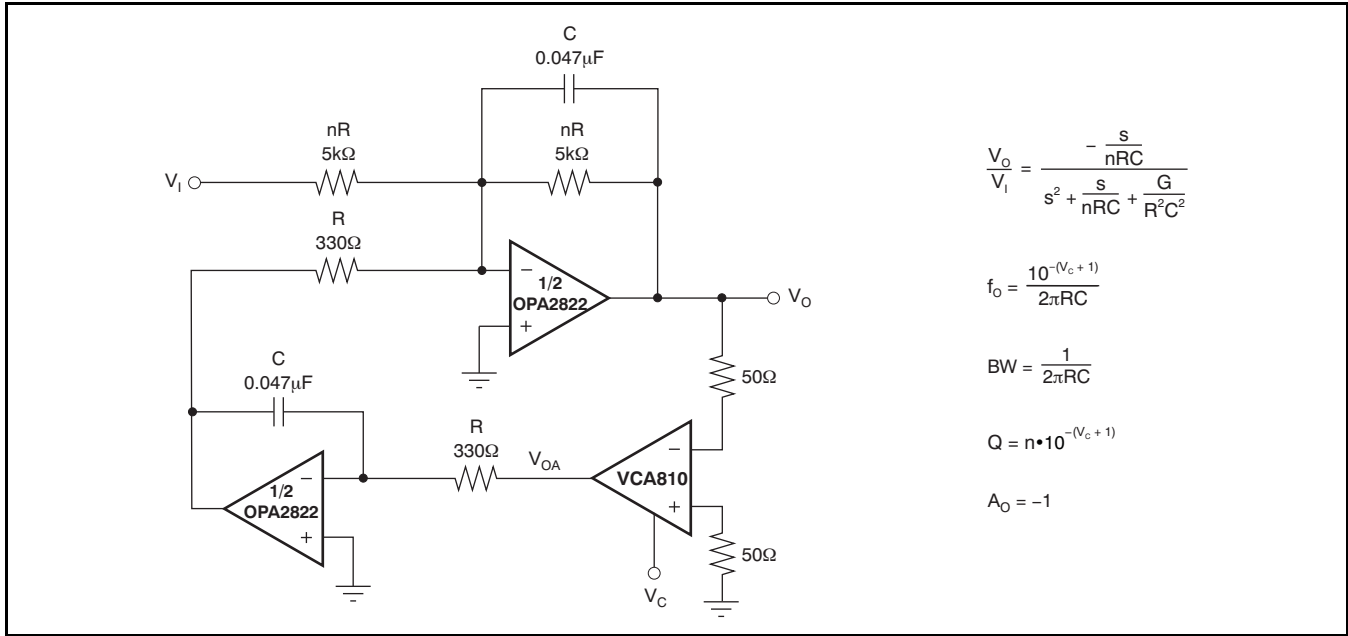 C
0.047μF
nR
5kΩ
nR
5kΩ
V_I
R
330Ω
−
1/2
OPA2822
+
V_O
C
0.047μF
50Ω
R
330Ω
V_OA
−
VCA810
+
−
1/2
OPA2822
+
50Ω
V_C
V_O/V_I = (− s/nRC) / (s² + s/nRC + G/R²C²)
f_O = 10^−(V_C + 1) / 2πRC
BW = 1 / 2πRC
Q = n•10^−(V_C + 1)
A_O = −1